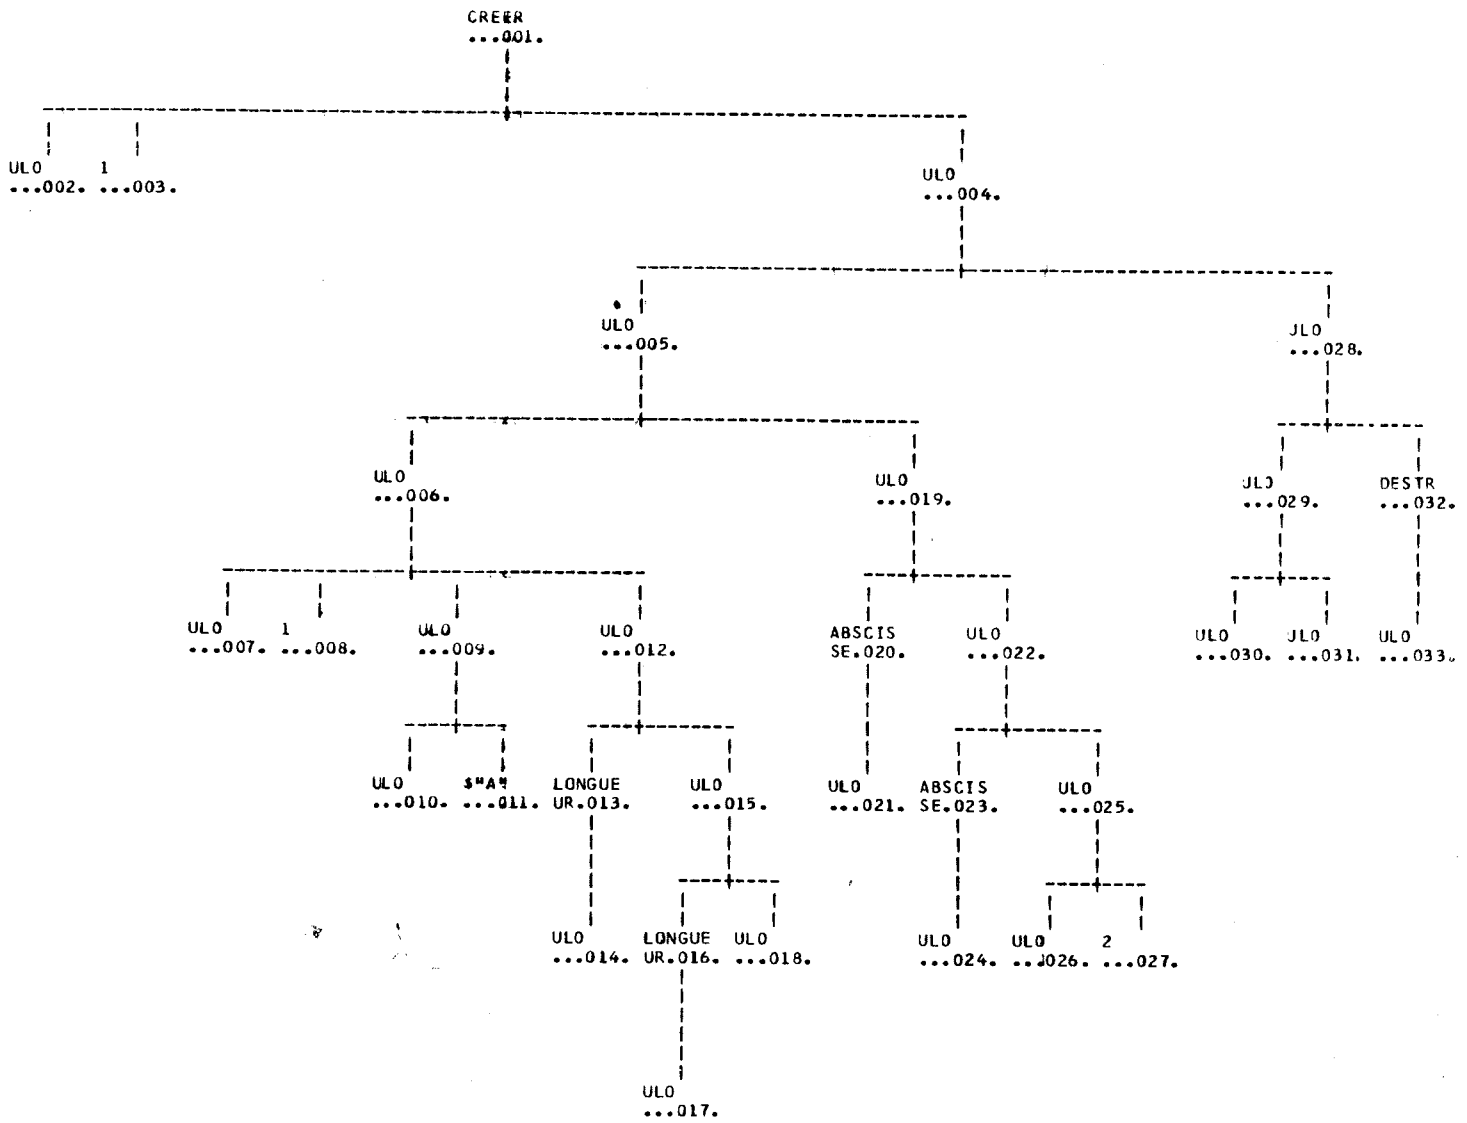 CREER
...001.
ULO 1
...002. ...003.
ULO
...004.
ULO
...005.
JLO
...028.
ULO
...006.
ULO
...019.
JLO DESTR
...029. ...032.
ULO 1 ULO ULO
...007. ...008. ...009. ...012.
ABSCIS ULO
SE.020. ...022.
ULO JLO ULO
...030. ...031. ...033.
ULO $"A" LONGUE ULO
...010. ...011. UR.013. ...015.
ULO ABSCIS ULO
...021. SE.023. ...025.
ULO LONGUE ULO
...014. UR.016. ...018.
ULO ULO 2
...024. ...026. ...027.
ULO
...017.